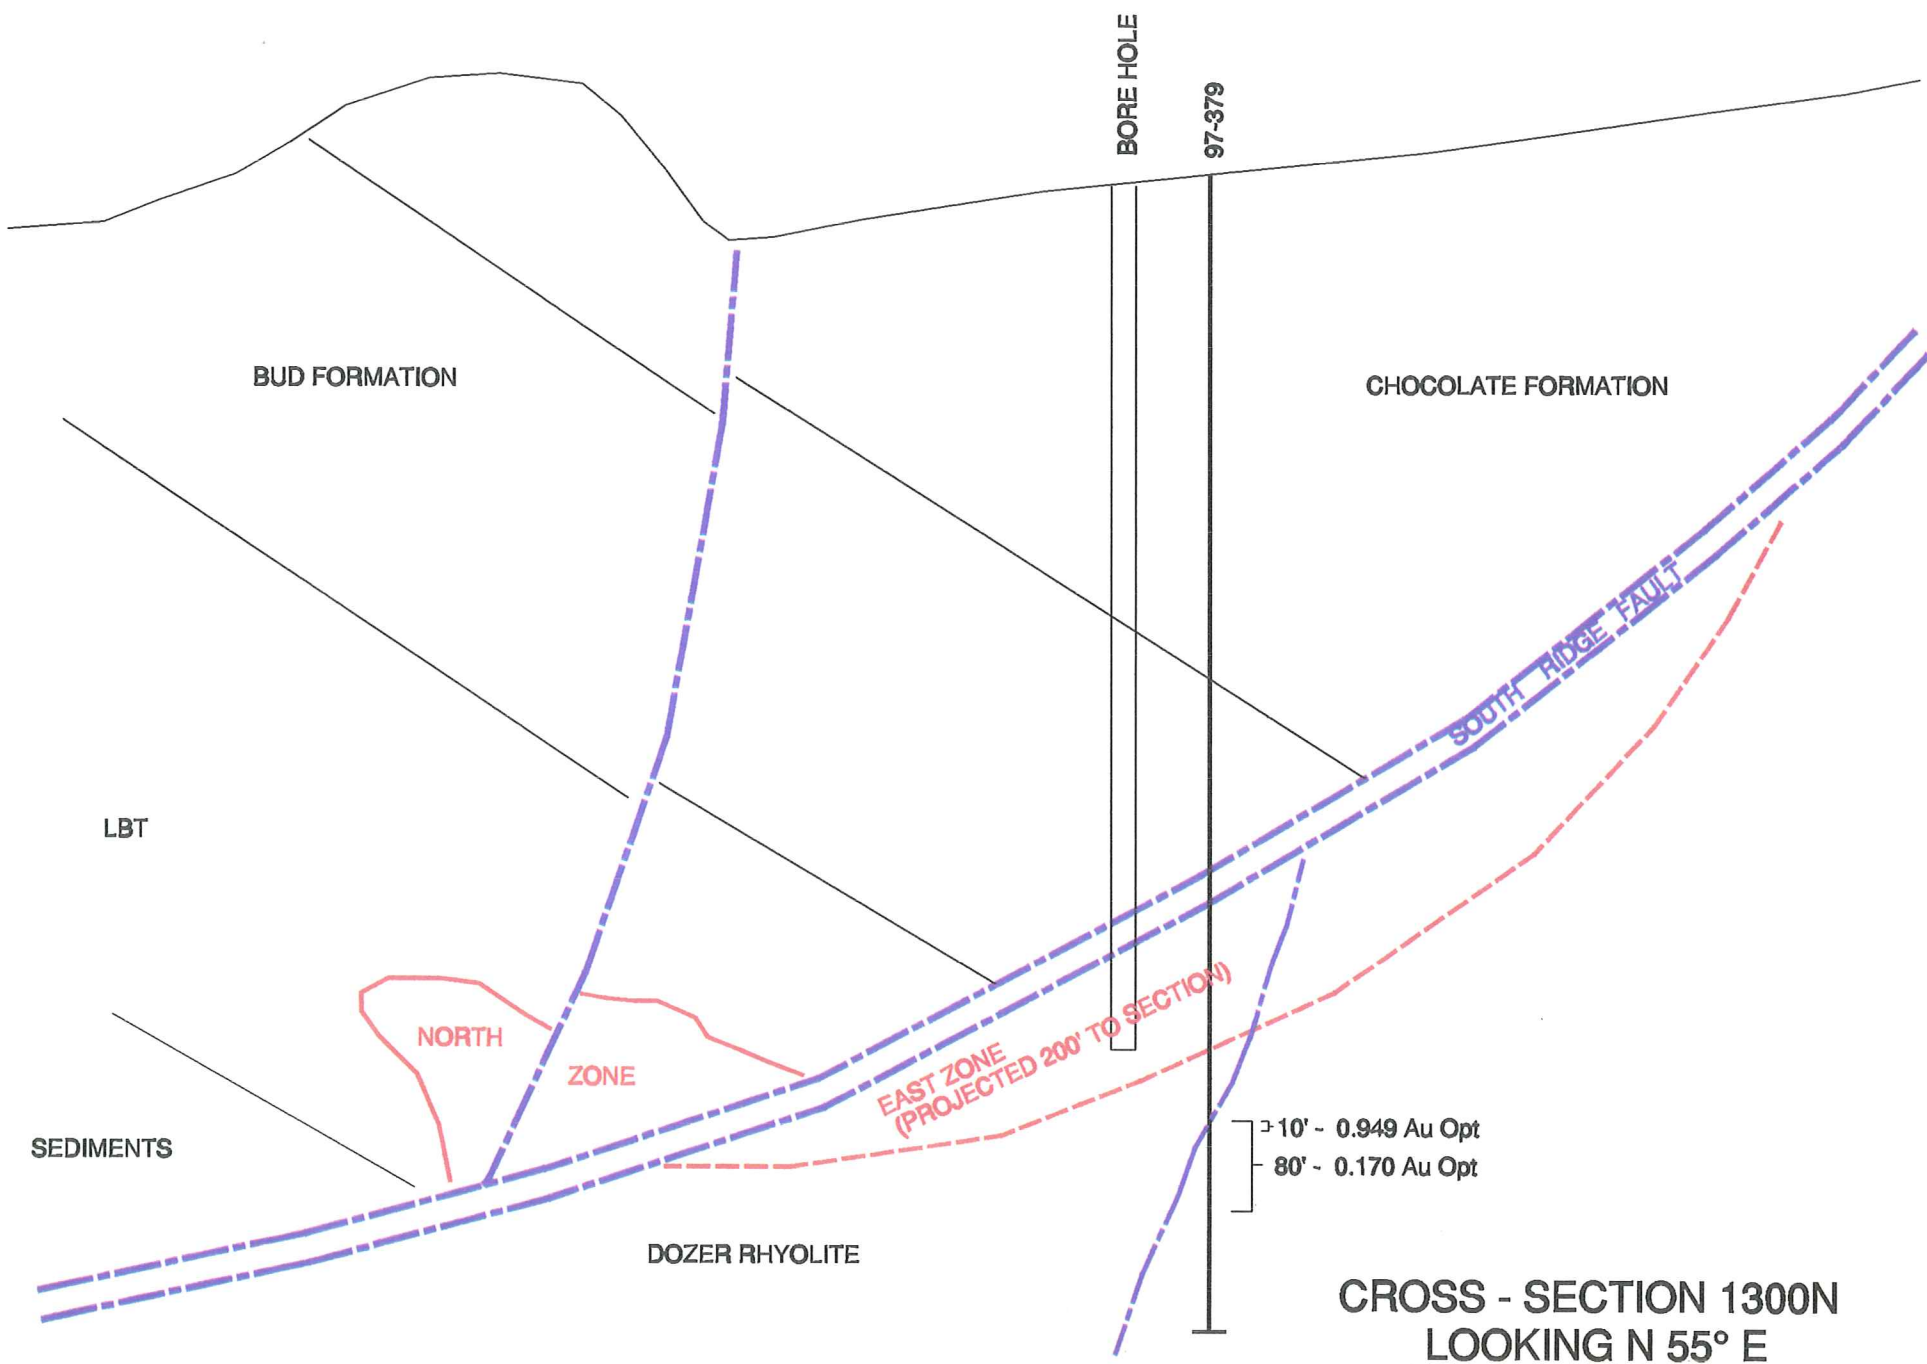 BORE HOLE
97-379
BUD FORMATION
CHOCOLATE FORMATION
SOUTH RIDGE FAULT
LBT
NORTH
ZONE
EAST ZONE
(PROJECTED 200' TO SECTION)
SEDIMENTS
10' - 0.949 Au Opt
80' - 0.170 Au Opt
DOZER RHYOLITE
CROSS - SECTION 1300N
LOOKING N 55° E